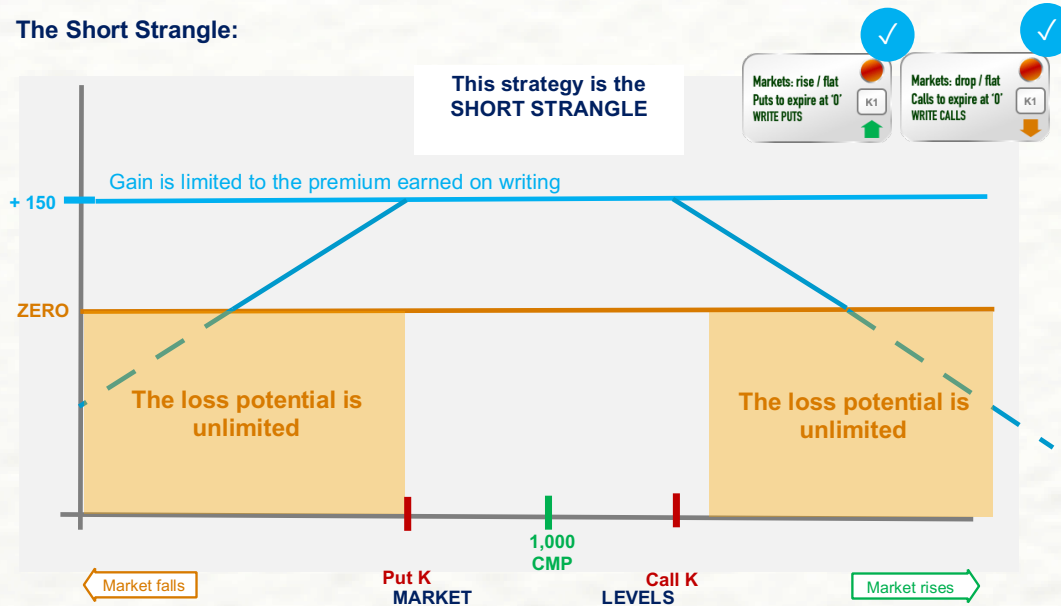 The Short Strangle:
This strategy is the
SHORT STRANGLE
Markets: rise / flat
Puts to expire at '0'
WRITE PUTS
K1
Markets: drop / flat
Calls to expire at '0'
WRITE CALLS
K1
Gain is limited to the premium earned on writing
+ 150
ZERO
The loss potential is
unlimited
The loss potential is
unlimited
1,000
CMP
Market falls
Put K
Call K
Market rises
MARKET LEVELS